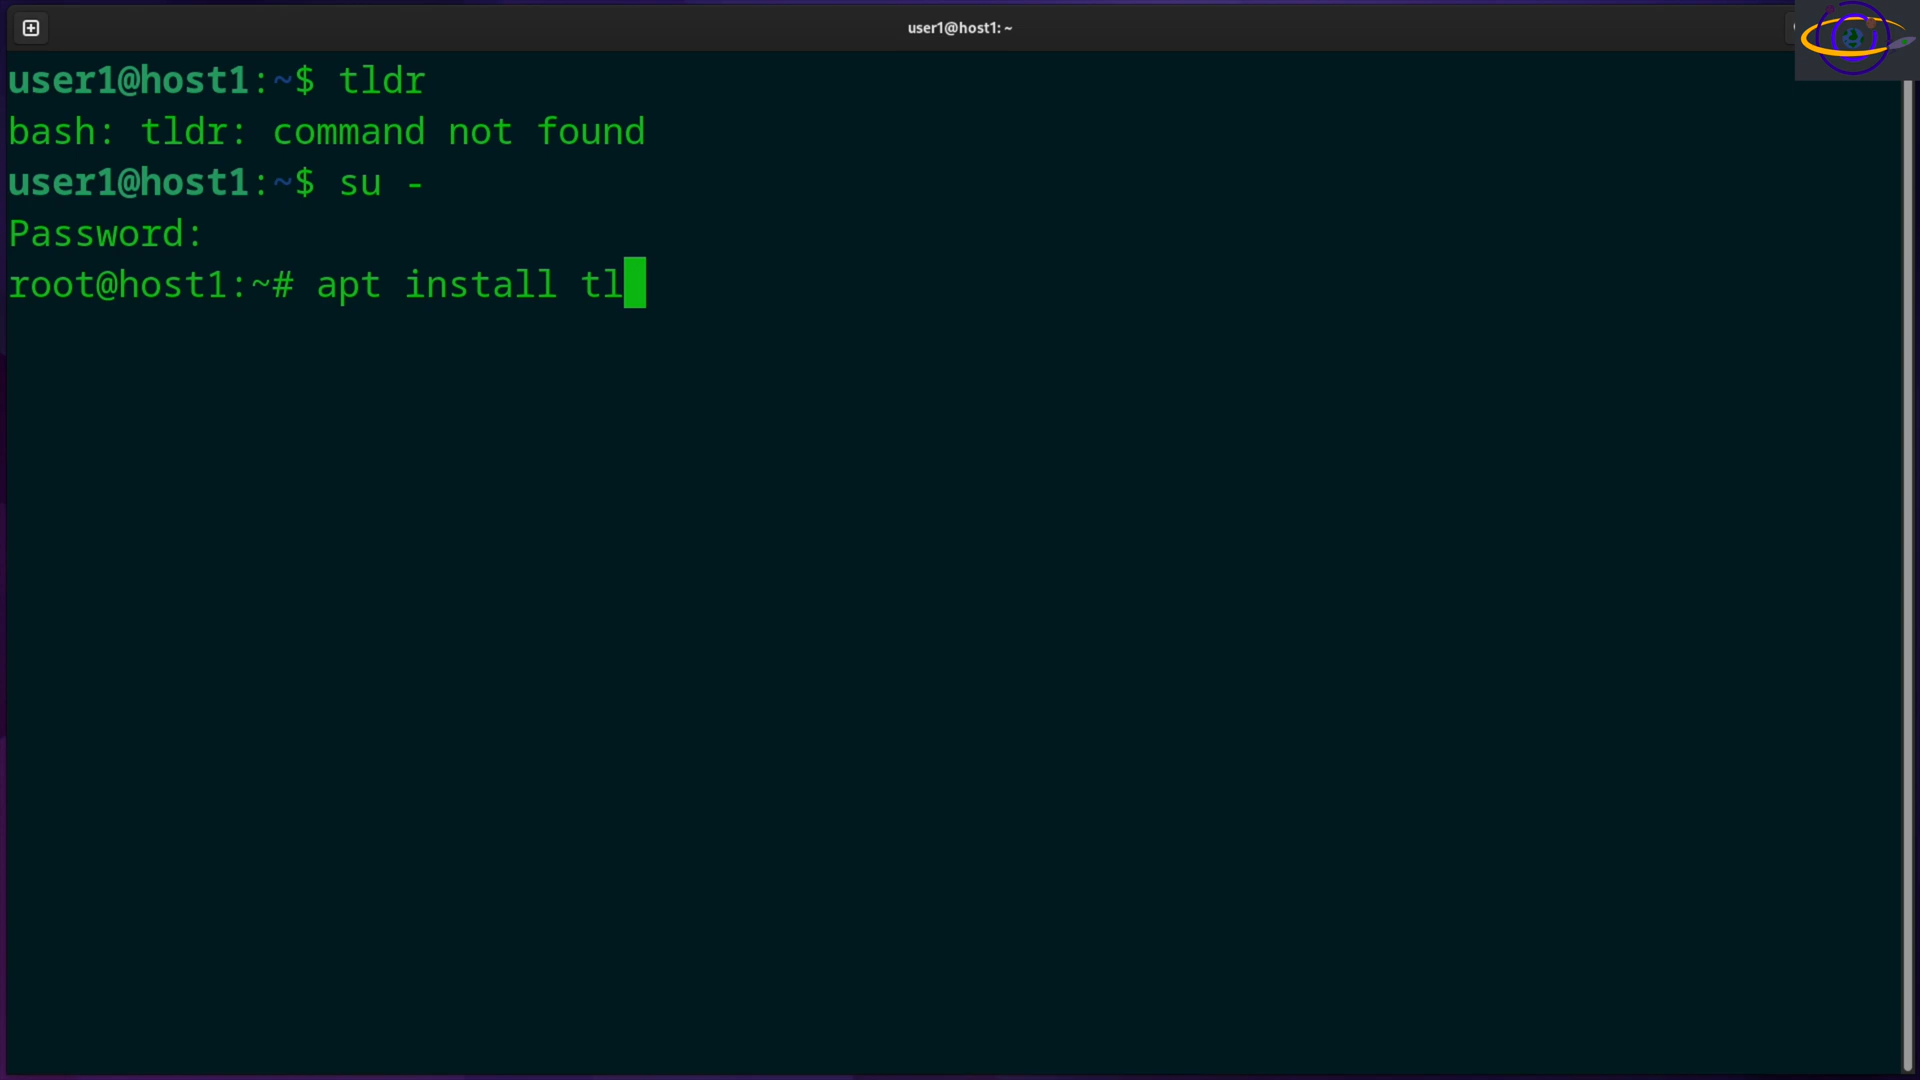 user1@host1: ~
user1@host1:~$ tldr
bash: tldr: command not found
user1@host1:~$ su -
Password:
root@host1:~# apt install tl